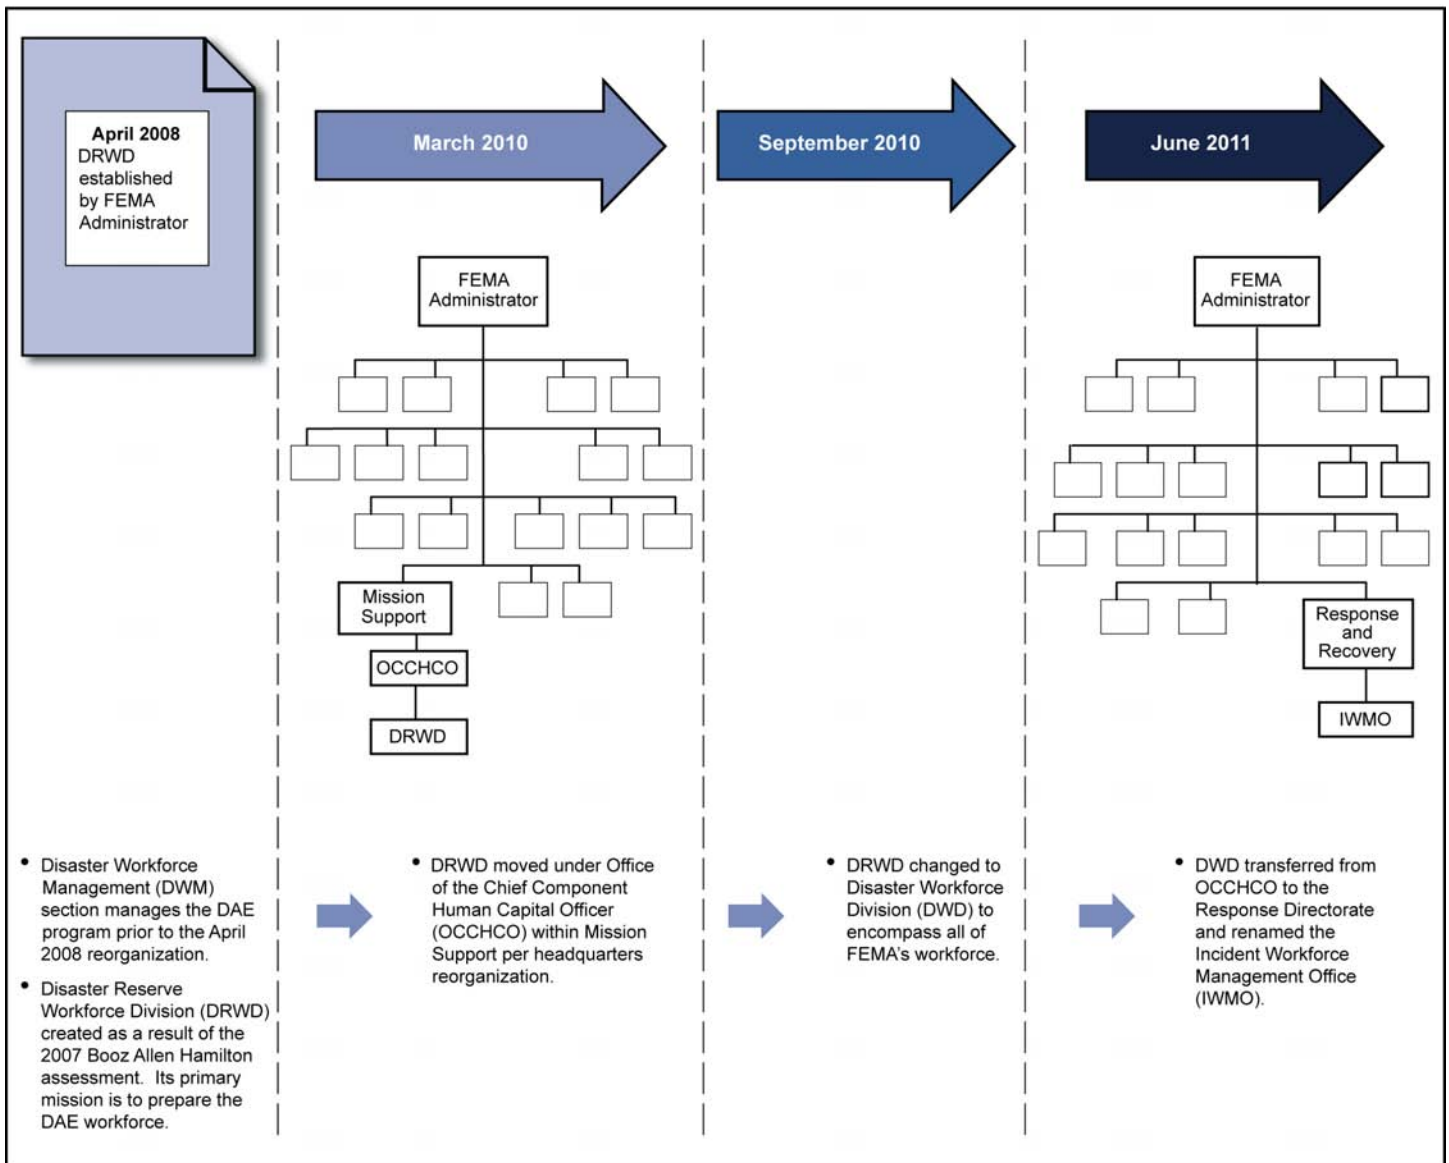 April 2008
DRWD
established
by FEMA
Administrator
March 2010
September 2010
June 2011
FEMA
Administrator
Mission
Support
OCCHCO
DRWD
FEMA
Administrator
Response
and
Recovery
IWMO
• Disaster Workforce
Management (DWM)
section manages the DAE
program prior to the April
2008 reorganization.
• Disaster Reserve
Workforce Division (DRWD)
created as a result of the
2007 Booz Allen Hamilton
assessment. Its primary
mission is to prepare the
DAE workforce.
• DRWD moved under Office
of the Chief Component
Human Capital Officer
(OCCHCO) within Mission
Support per headquarters
reorganization.
• DRWD changed to
Disaster Workforce
Division (DWD) to
encompass all of
FEMA's workforce.
• DWD transferred from
OCCHCO to the
Response Directorate
and renamed the
Incident Workforce
Management Office
(IWMO).